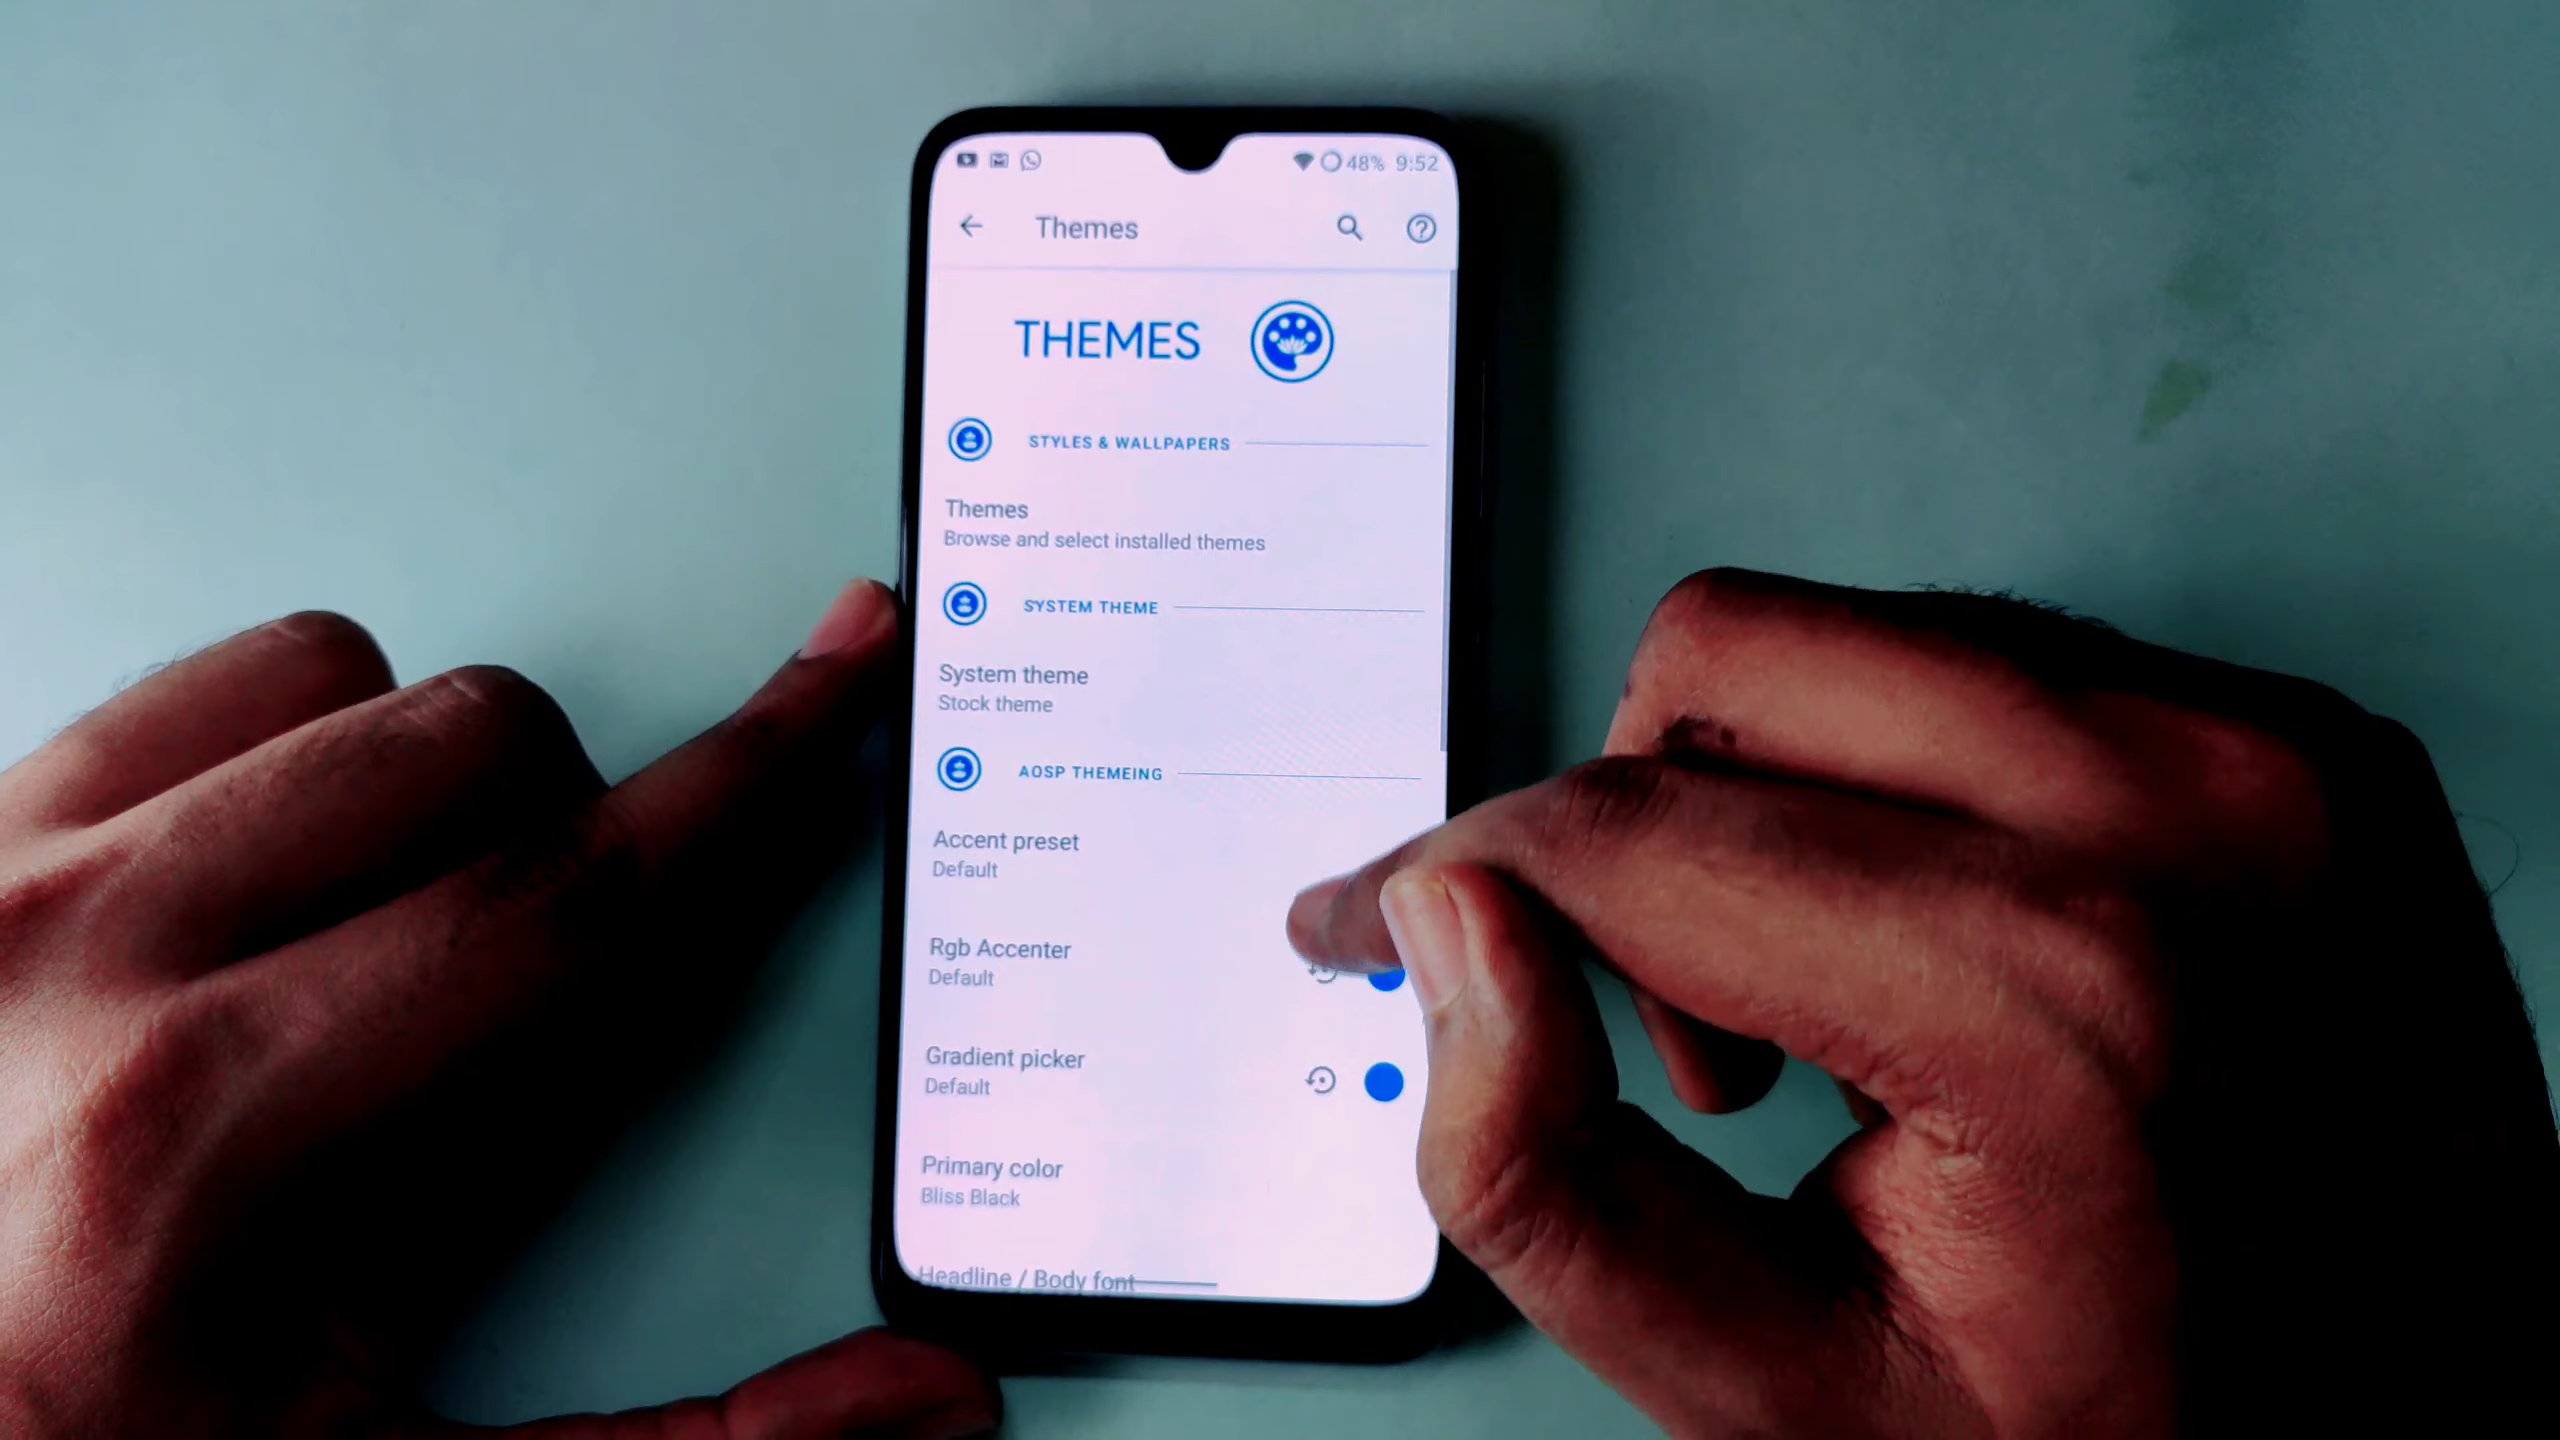 48% 9:52
Themes
THEMES
STYLES & WALLPAPERS
Themes
Browse and select installed themes
SYSTEM THEME
System theme
Stock theme
AOSP THEMEING
Accent preset
Default
Rgb Accenter
Default
Gradient picker
Default
Primary color
Bliss Black
Headline / Body font